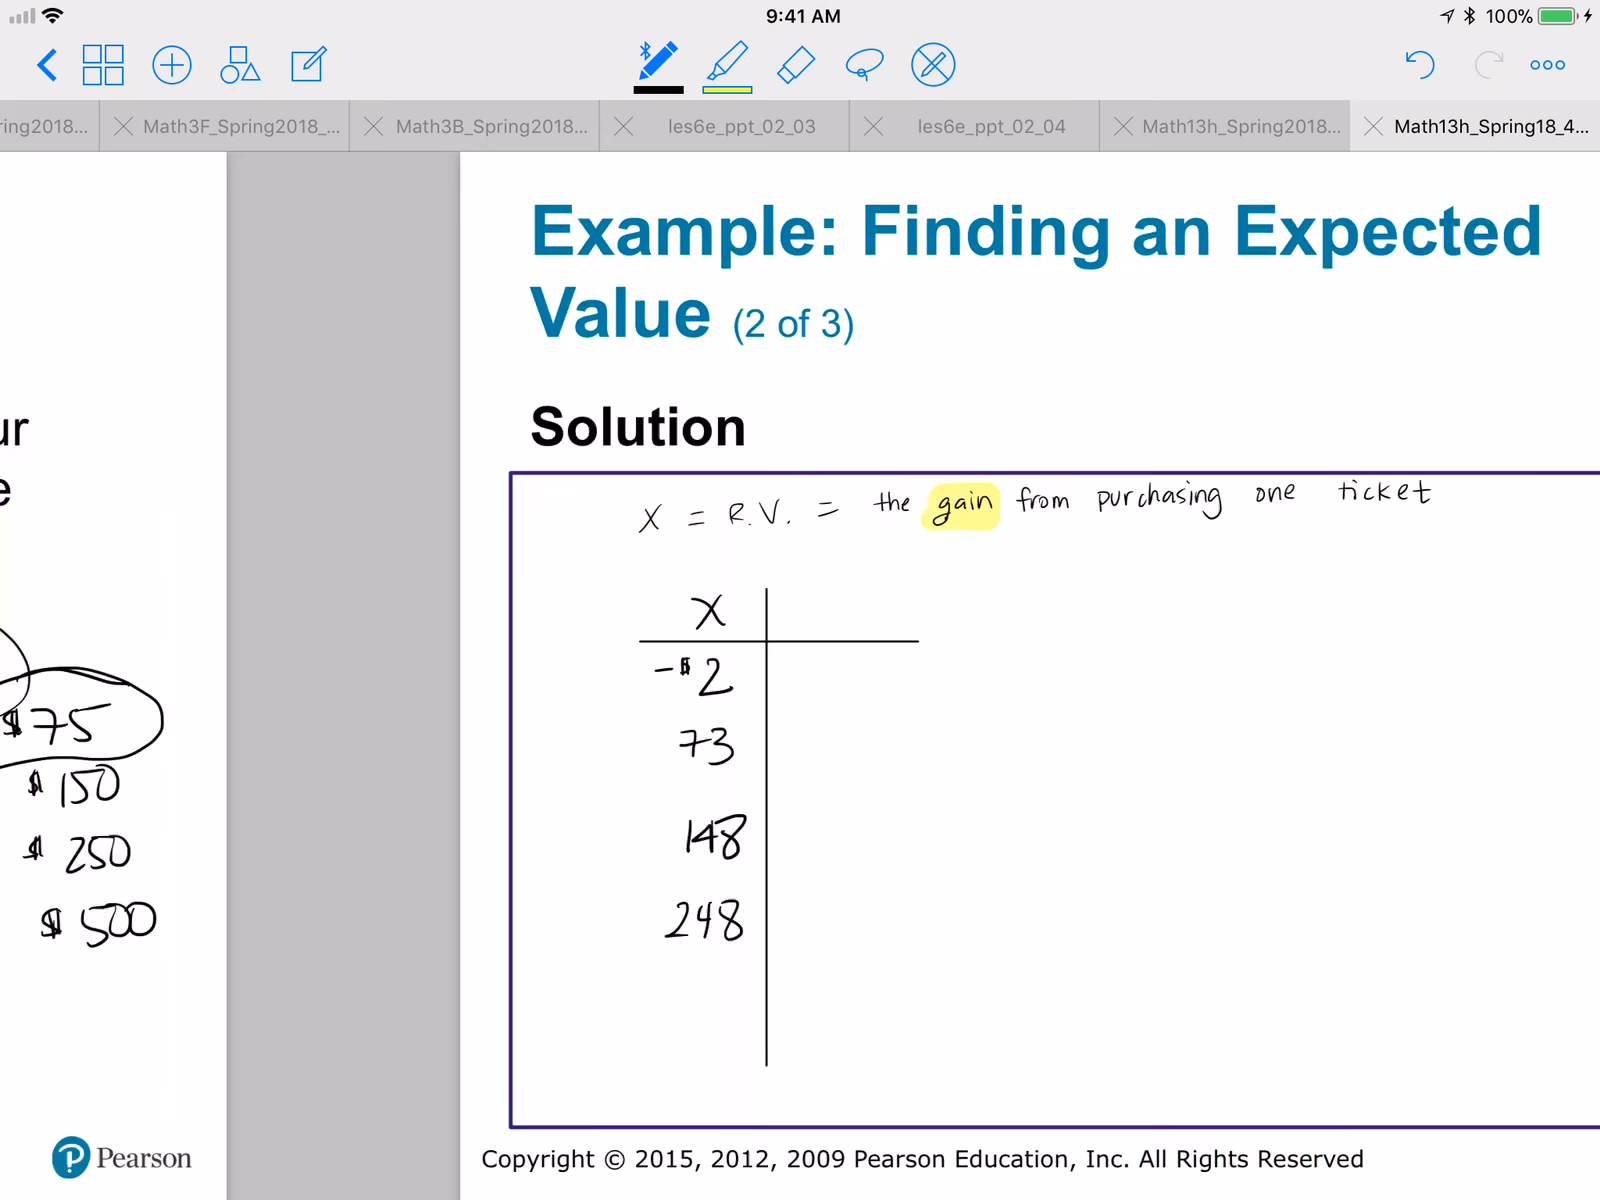 9:41 AM
100%
ring2018...
Math3F_Spring2018_...
Math3B_Spring2018...
les6e_ppt_02_03
les6e_ppt_02_04
Math13h_Spring2018...
Math13h_Spring18_4...
ur
e
$75
$150
$250
$500
Pearson
Example: Finding an Expected
Value (2 of 3)
Solution
X = R.V. = the gain from purchasing one ticket
X
-$2
73
148
248
Copyright © 2015, 2012, 2009 Pearson Education, Inc. All Rights Reserved